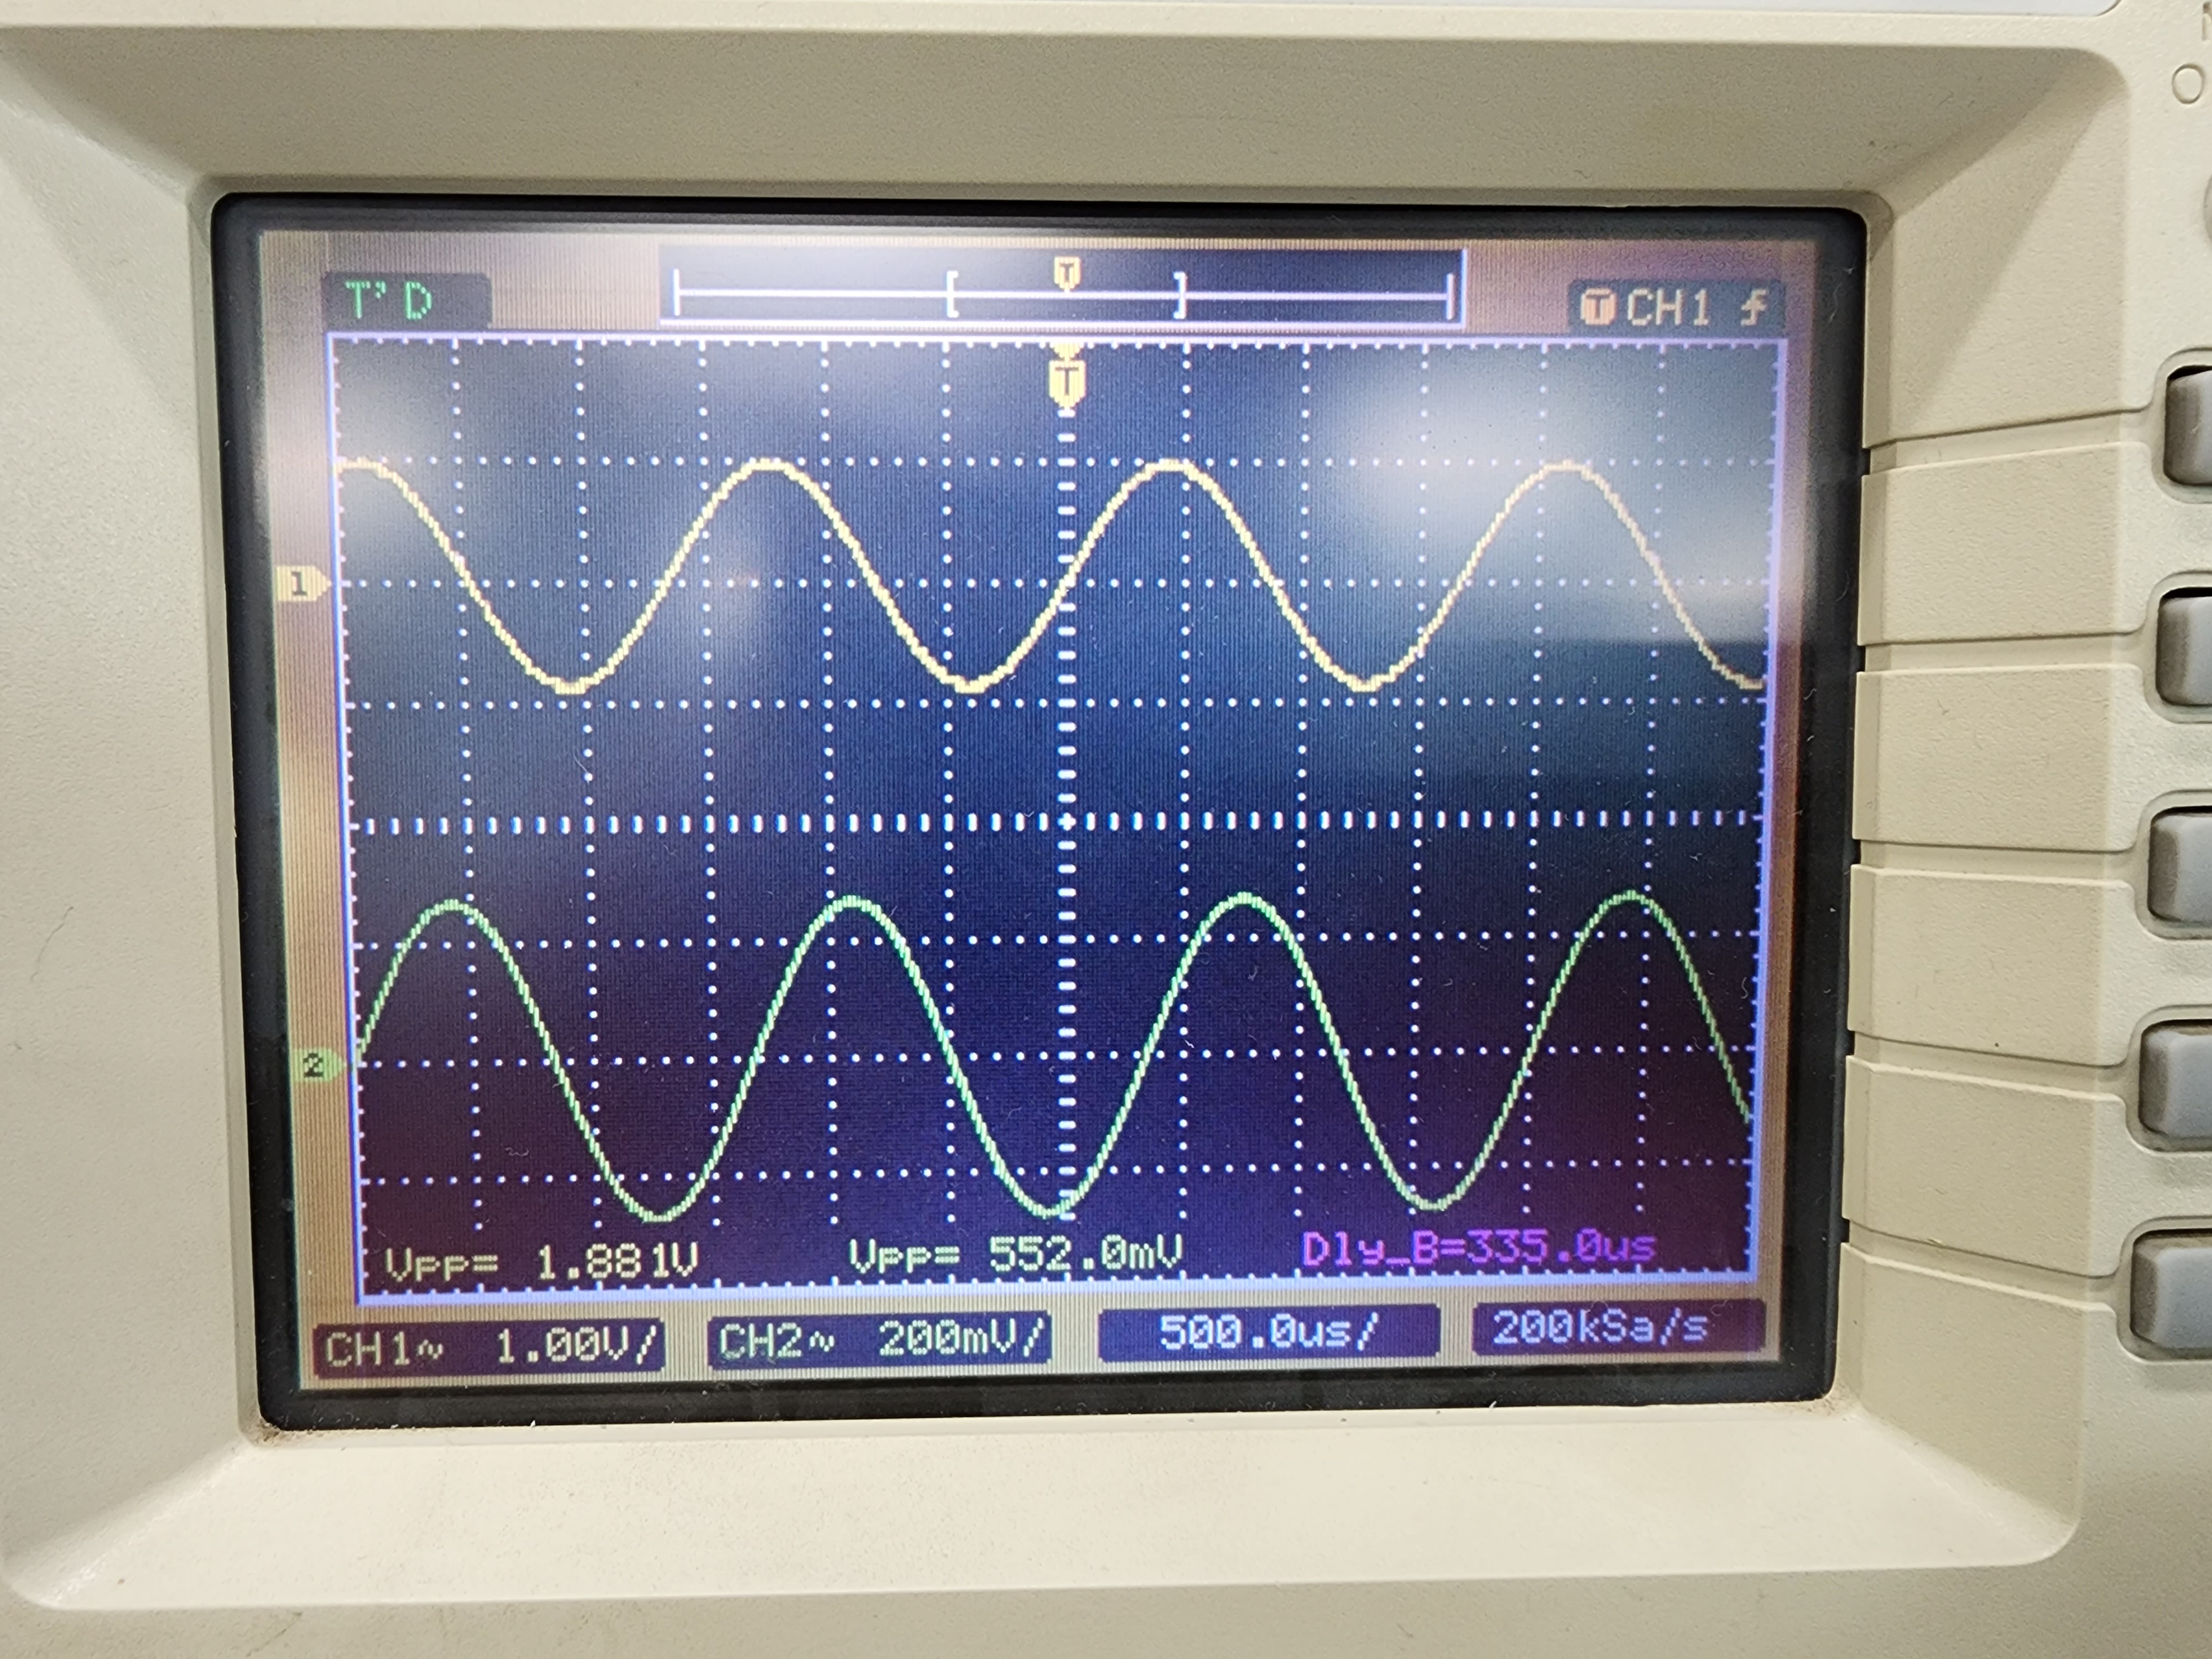 T
T'D
T CH1
T
1
2
Vpp= 1.881V Vpp= 552.0mV Dly_B=335.0us
CH1~ 1.00V/ CH2~ 200mV/ 500.0us/ 200kSa/s